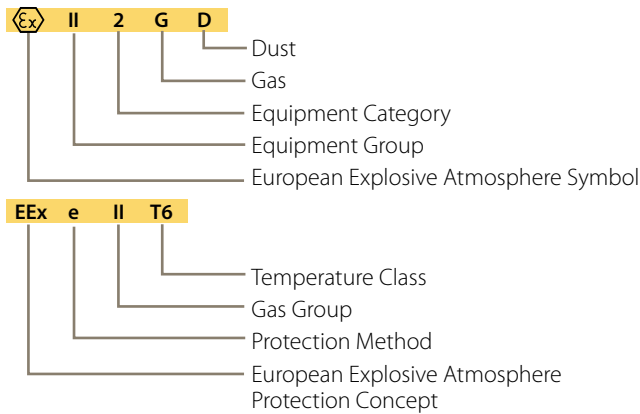 Ex II 2 G D
Dust
Gas
Equipment Category
Equipment Group
European Explosive Atmosphere Symbol
EEx e II T6
Temperature Class
Gas Group
Protection Method
European Explosive Atmosphere
Protection Concept